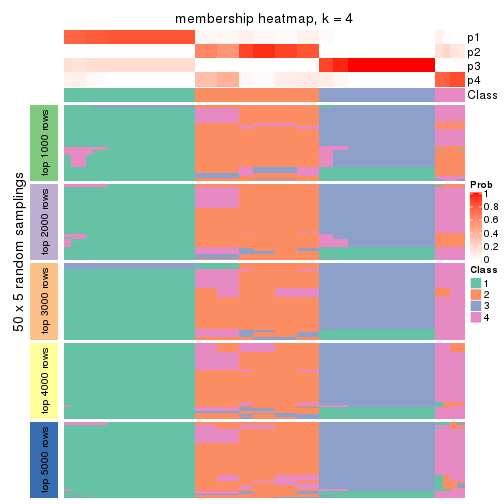 membership heatmap, k = 4
p1
p2
p3
p4
Class
50 x 5 random samplings
top 1000 rows
top 2000 rows
top 3000 rows
top 4000 rows
top 5000 rows
Prob
1
0.8
0.6
0.4
0.2
0
Class
1
2
3
4